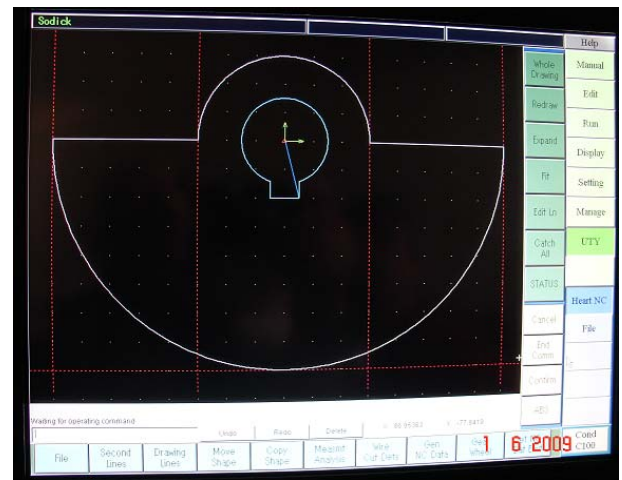 Sodick
Help
Whole Drawing
Manual
Redraw
Edit
Expand
Run
Fit
Display
Edit Ln
Setting
Catch All
Manage
STATUS
UTY
Cancel
Heart NC
End Comm
File
Confirm
ABS
Waiting for operating command
Undo Redo Delete
File
Second Lines
Drawing Lines
Move Shape
Copy Shape
Measmt Analysis
Wire Cut Defs
Gen NC Data
Cond C100
1 6 2009